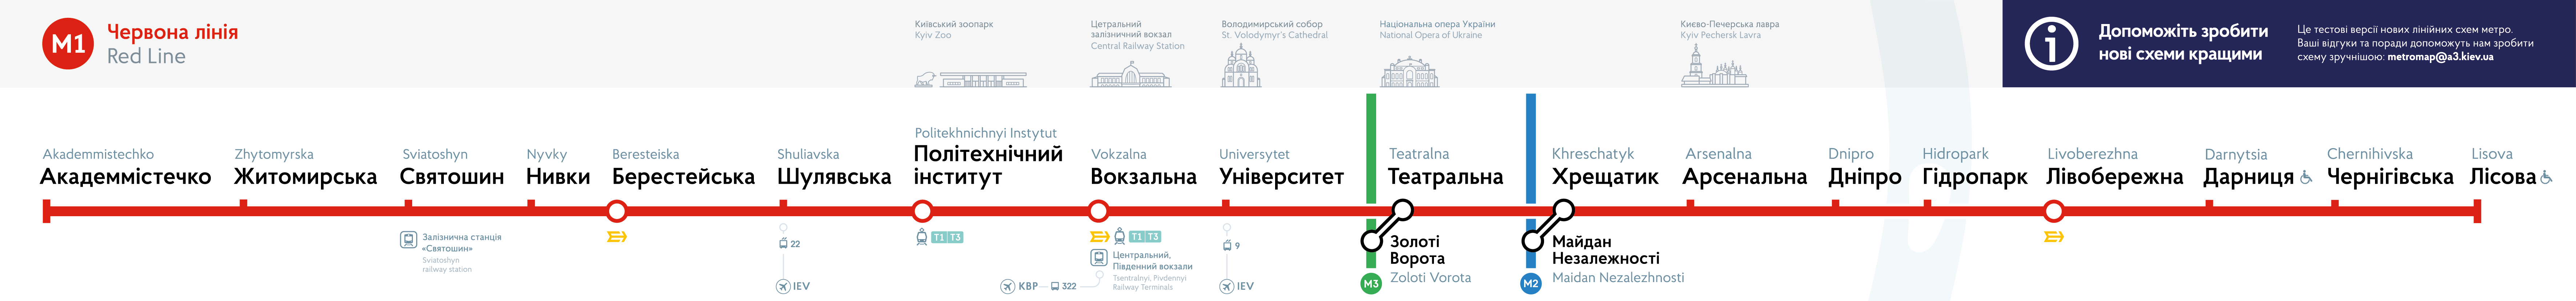 M1
Червона лінія
Red Line
Київський зоопарк
Kyiv Zoo
Цетральний
залізничний вокзал
Central Railway Station
Володимирський собор
St. Volodymyr's Cathedral
Національна опера України
National Opera of Ukraine
Києво-Печерська лавра
Kyiv Pechersk Lavra
Допоможіть зробити
нові схеми кращими
Це тестові версії нових лінійних схем метро.
Ваші відгуки та поради допоможуть нам зробити
схему зручнішою: metromap@a3.kiev.ua
Akademmistechko
Академмістечко
Zhytomyrska
Житомирська
Sviatoshyn
Святошин
Nyvky
Нивки
Beresteiska
Берестейська
Shuliavska
Шулявська
Politekhnichnyi Instytut
Політехнічний
інститут
Vokzalna
Вокзальна
Universytet
Університет
Teatralna
Театральна
Khreschatyk
Хрещатик
Arsenalna
Арсенальна
Dnipro
Дніпро
Hidropark
Гідропарк
Livoberezhna
Лівобережна
Darnytsia
Дарниця
Chernihivska
Чернігівська
Lisova
Лісова
Залізнична станція
«Святошин»
Sviatoshyn
railway station
22
IEV
T1 T3
T1 T3
Центральний,
Південний вокзали
Tsentralnyi, Pivdennyi
Railway Terminals
KBP 322
9
IEV
Золоті
Ворота
M3 Zoloti Vorota
Майдан
Незалежності
M2 Maidan Nezalezhnosti